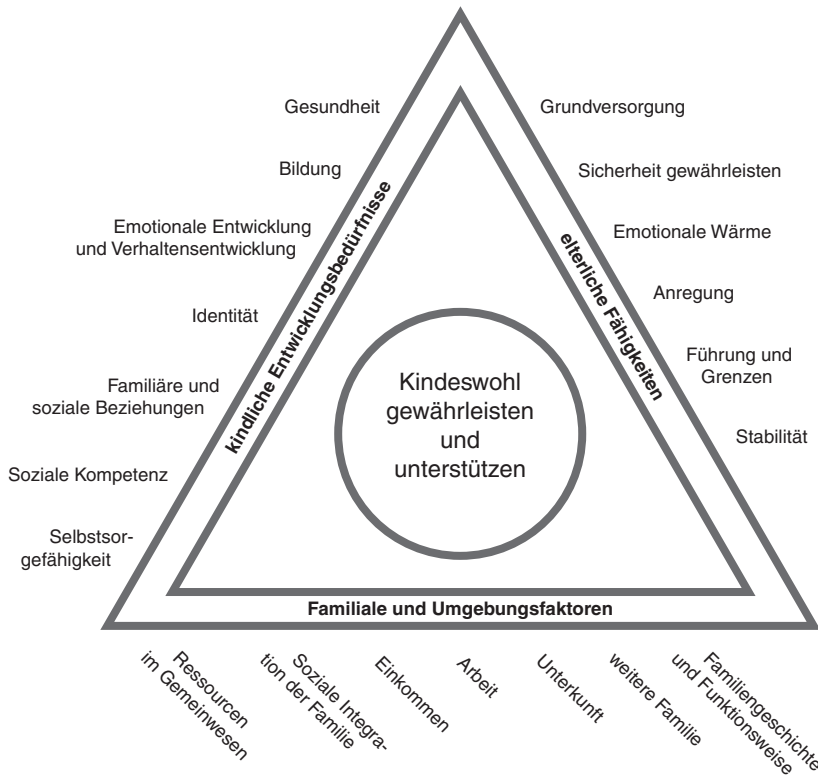 Gesundheit
Bildung
Emotionale Entwicklung
und Verhaltensentwicklung
Identität
Familiäre und
soziale Beziehungen
Soziale Kompetenz
Selbstsor-
gefähigkeit
kindliche Entwicklungsbedürfnisse
Kindeswohl
gewährleisten
und
unterstützen
elterliche Fähigkeiten
Grundversorgung
Sicherheit gewährleisten
Emotionale Wärme
Anregung
Führung und
Grenzen
Stabilität
Familiale und Umgebungsfaktoren
Ressourcen
im Gemeinwesen
Soziale Integra-
tion der Familie
Einkommen
Arbeit
Unterkunft
weitere Familie
Familiengeschichte
und Funktionsweise